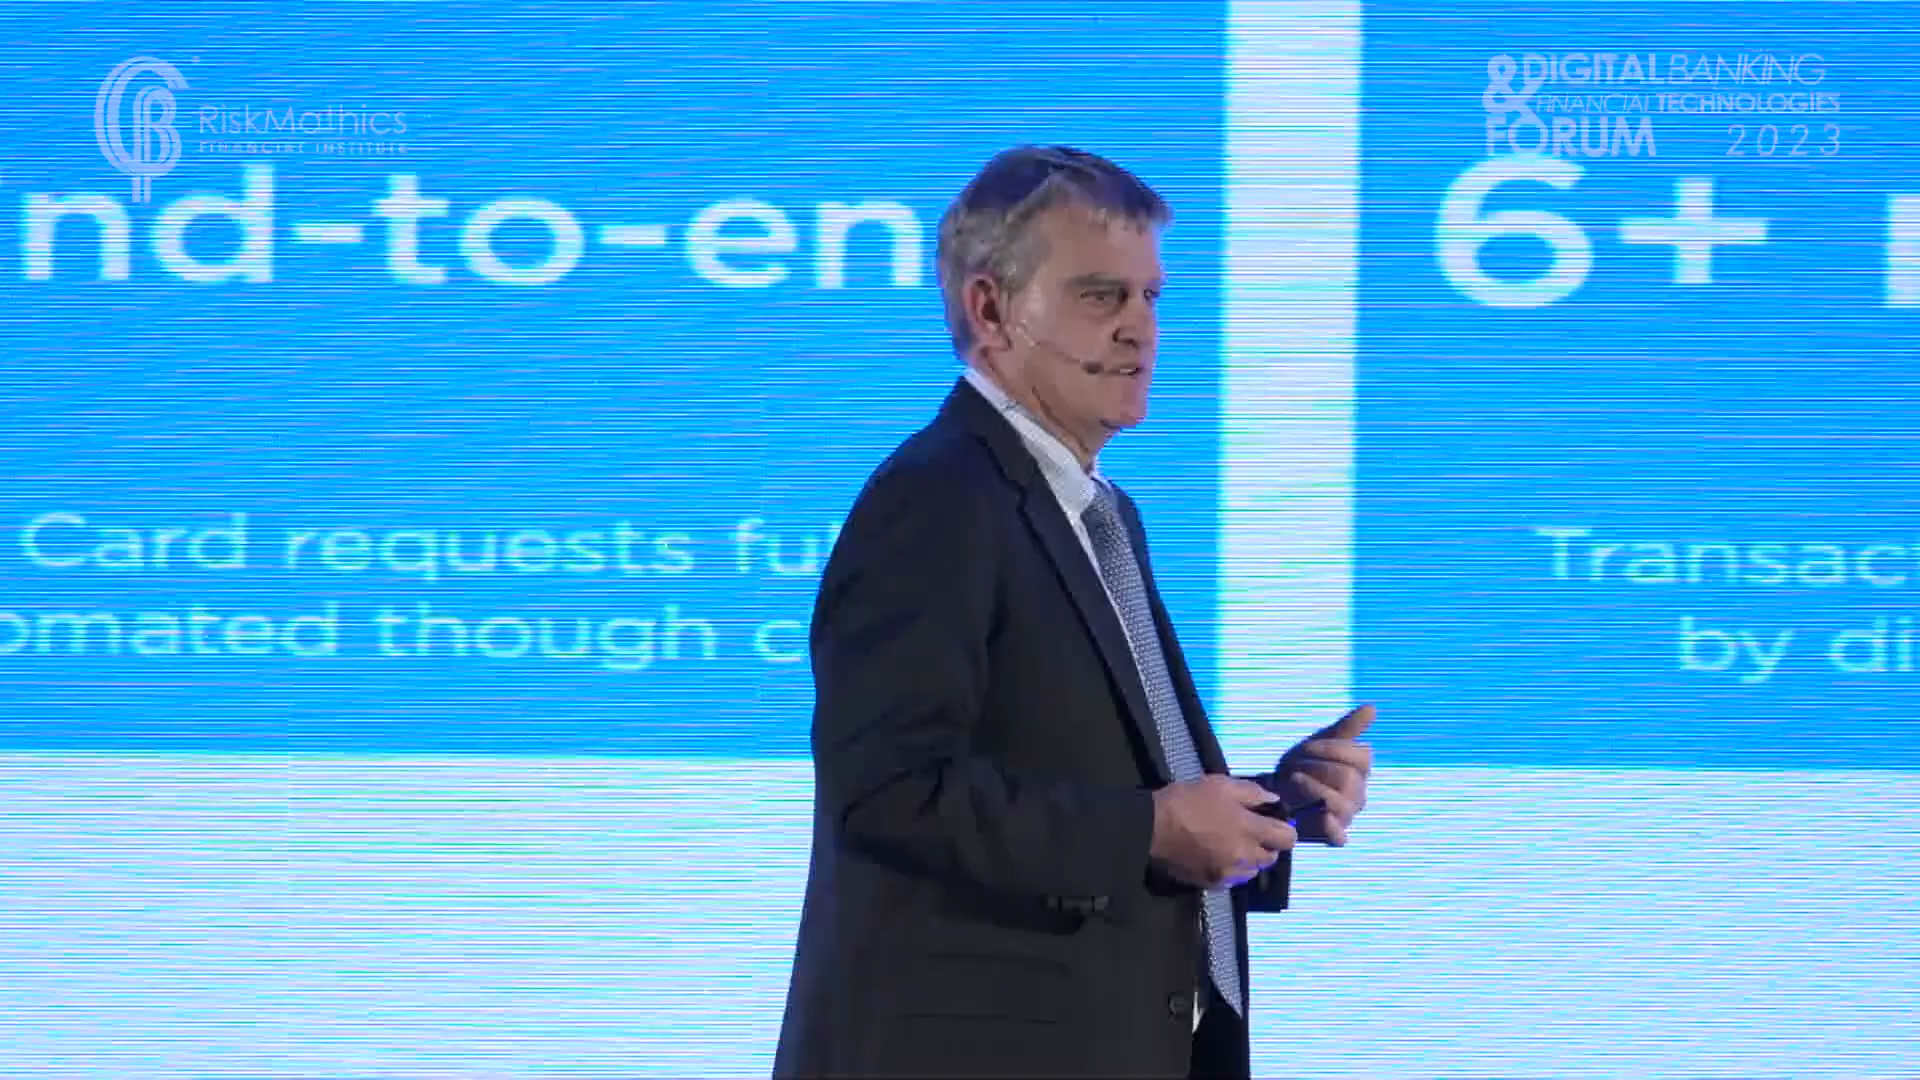 RiskMathics
FINANCIAL INSTITUTE
& DIGITAL BANKING
FINANCIAL TECHNOLOGIES
FORUM 2023
nd-to-en
6+
Card requests fu
omated though c
Transac
by di